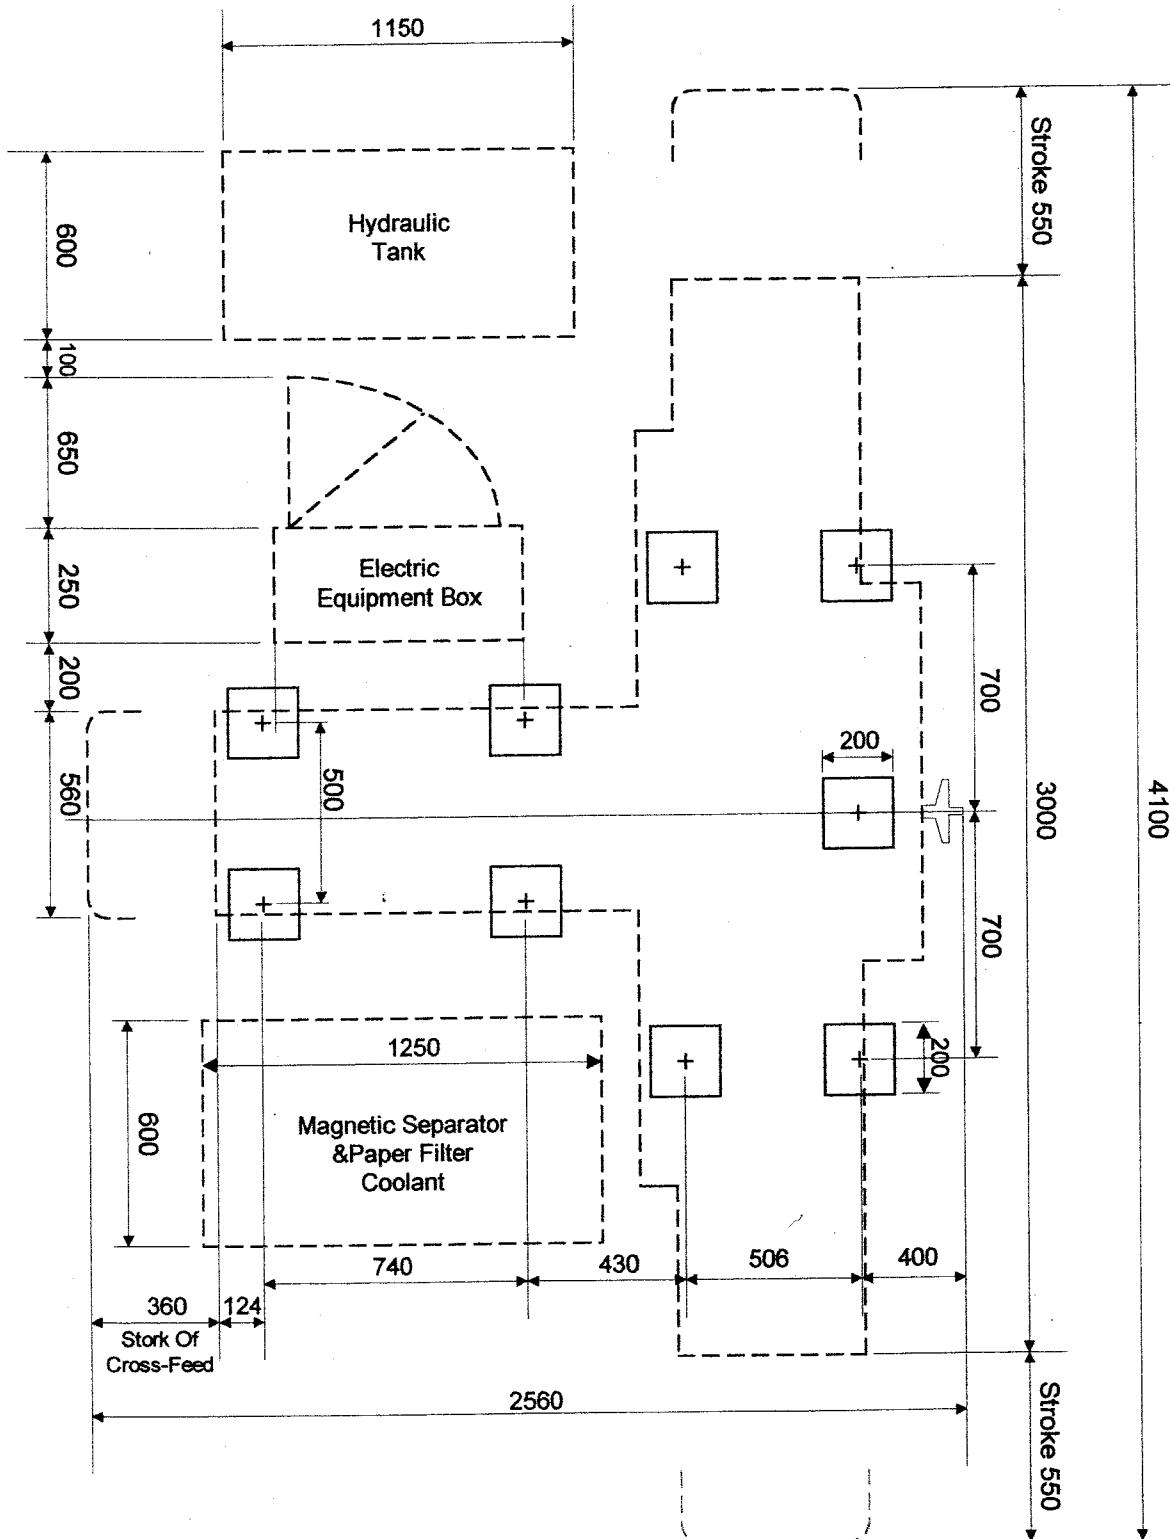 1150
Stroke 550
Hydraulic
Tank
600
100
650
Electric
Equipment Box
250
200
700
200
500
560
3000
4100
700
200
1250
600
Magnetic Separator
&Paper Filter
Coolant
740
430
506
400
360
124
Stork Of
Cross-Feed
2560
Stroke 550